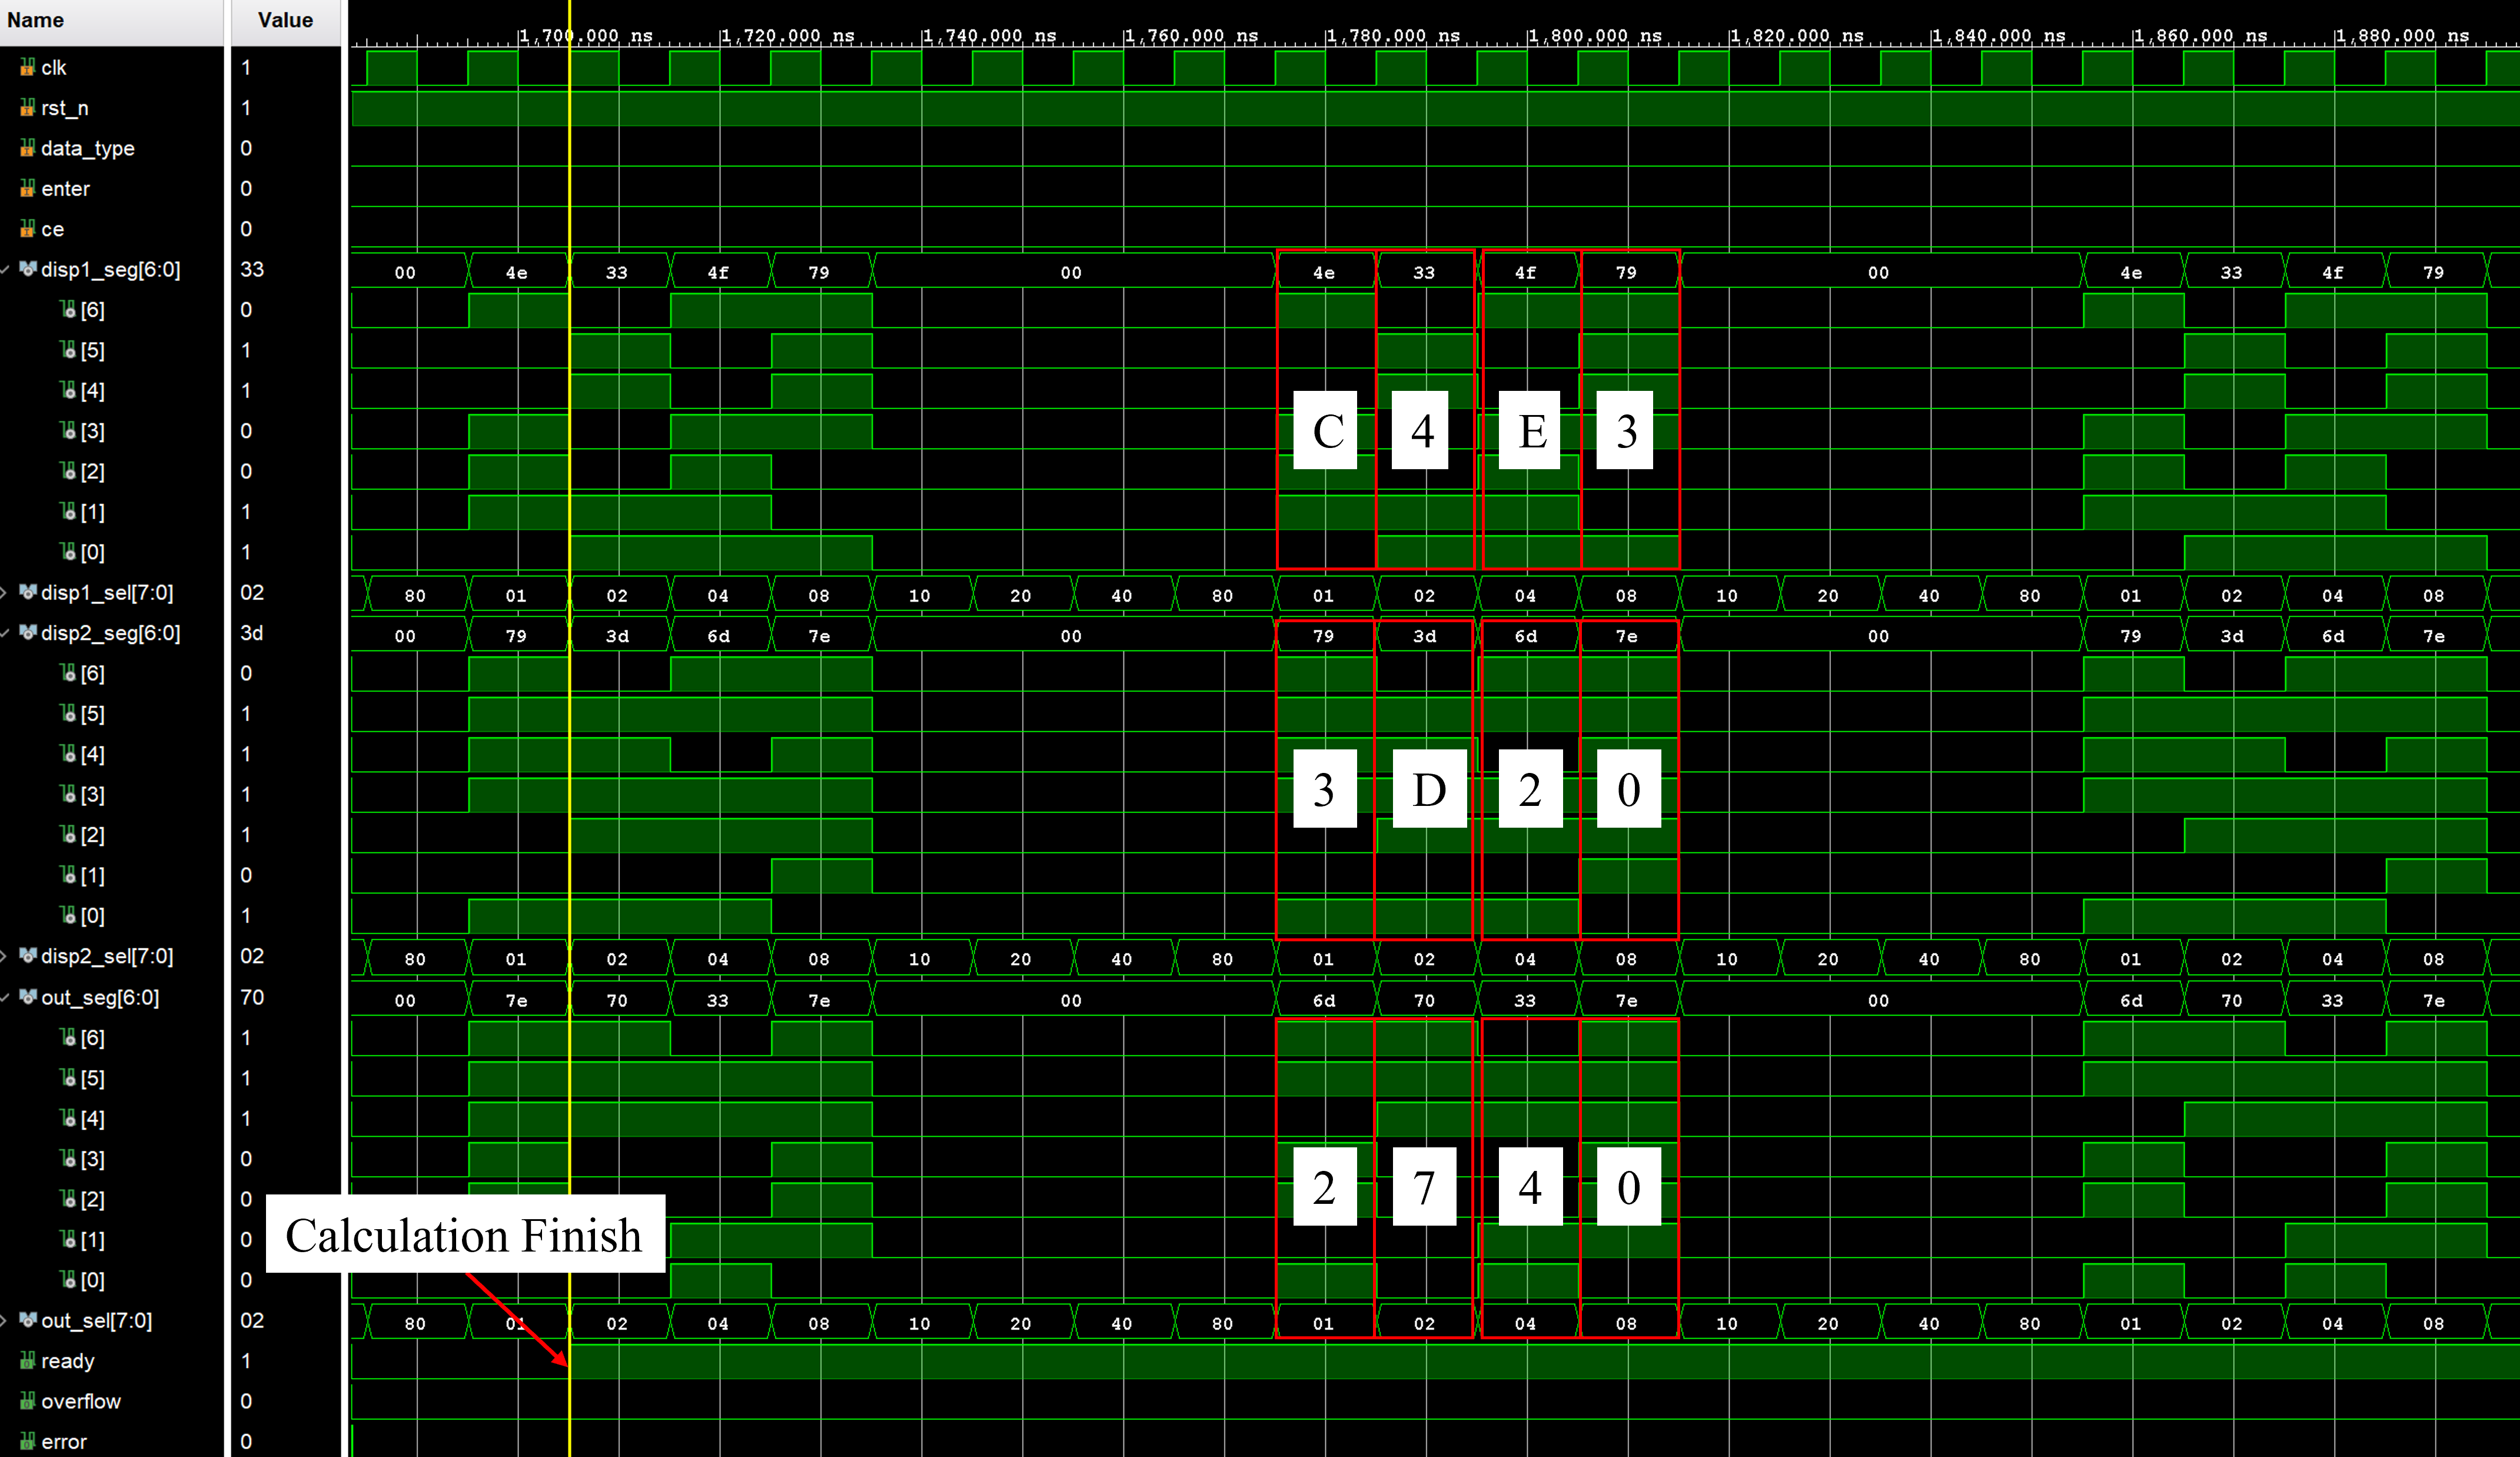 Name Value
1,700.000 ns 1,720.000 ns 1,740.000 ns 1,760.000 ns 1,780.000 ns 1,800.000 ns 1,820.000 ns 1,840.000 ns 1,860.000 ns 1,880.000 ns
clk 1
rst_n 1
data_type 0
enter 0
ce 0
disp1_seg[6:0] 33 00 4e 33 4f 79 00 4e 33 4f 79 00 4e 33 4f 79
[6] 0
[5] 1
[4] 1
[3] 0
C 4 E 3
[2] 0
[1] 1
[0] 1
disp1_sel[7:0] 02 80 01 02 04 08 10 20 40 80 01 02 04 08 10 20 40 80 01 02 04 08
disp2_seg[6:0] 3d 00 79 3d 6d 7e 00 79 3d 6d 7e 00 79 3d 6d 7e
[6] 0
[5] 1
[4] 1
[3] 1
3 D 2 0
[2] 1
[1] 0
[0] 1
disp2_sel[7:0] 02 80 01 02 04 08 10 20 40 80 01 02 04 08 10 20 40 80 01 02 04 08
out_seg[6:0] 70 00 7e 70 33 7e 00 6d 70 33 7e 00 6d 70 33 7e
[6] 1
[5] 1
[4] 1
[3] 0
2 7 4 0
[2] 0
[1] 0
Calculation Finish
[0] 0
out_sel[7:0] 02 80 01 02 04 08 10 20 40 80 01 02 04 08 10 20 40 80 01 02 04 08
ready 1
overflow 0
error 0